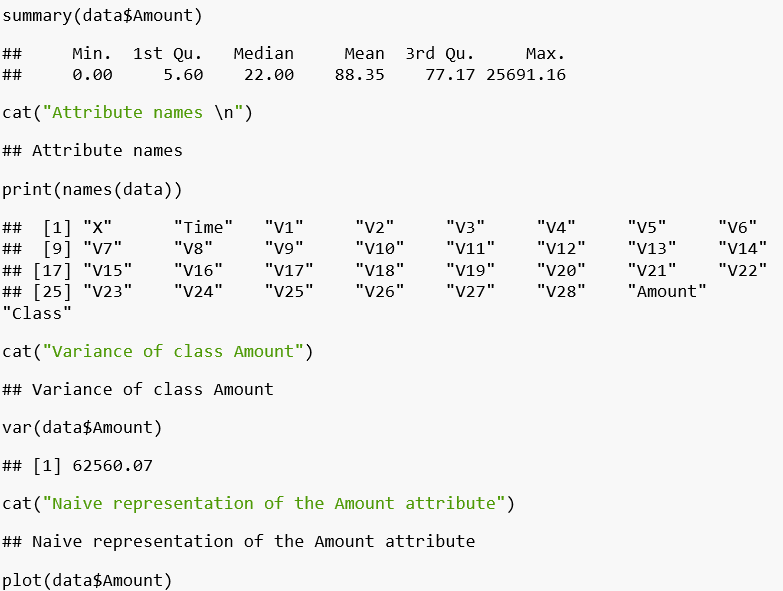 summary(data$Amount)
##     Min.  1st Qu.   Median     Mean  3rd Qu.     Max.
##     0.00     5.60    22.00    88.35    77.17 25691.16
cat("Attribute names \n")
## Attribute names
print(names(data))
##  [1] "X"      "Time"   "V1"     "V2"     "V3"     "V4"     "V5"     "V6"
##  [9] "V7"     "V8"     "V9"     "V10"    "V11"    "V12"    "V13"    "V14"
## [17] "V15"    "V16"    "V17"    "V18"    "V19"    "V20"    "V21"    "V22"
## [25] "V23"    "V24"    "V25"    "V26"    "V27"    "V28"    "Amount"
"Class"
cat("Variance of class Amount")
## Variance of class Amount
var(data$Amount)
## [1] 62560.07
cat("Naive representation of the Amount attribute")
## Naive representation of the Amount attribute
plot(data$Amount)